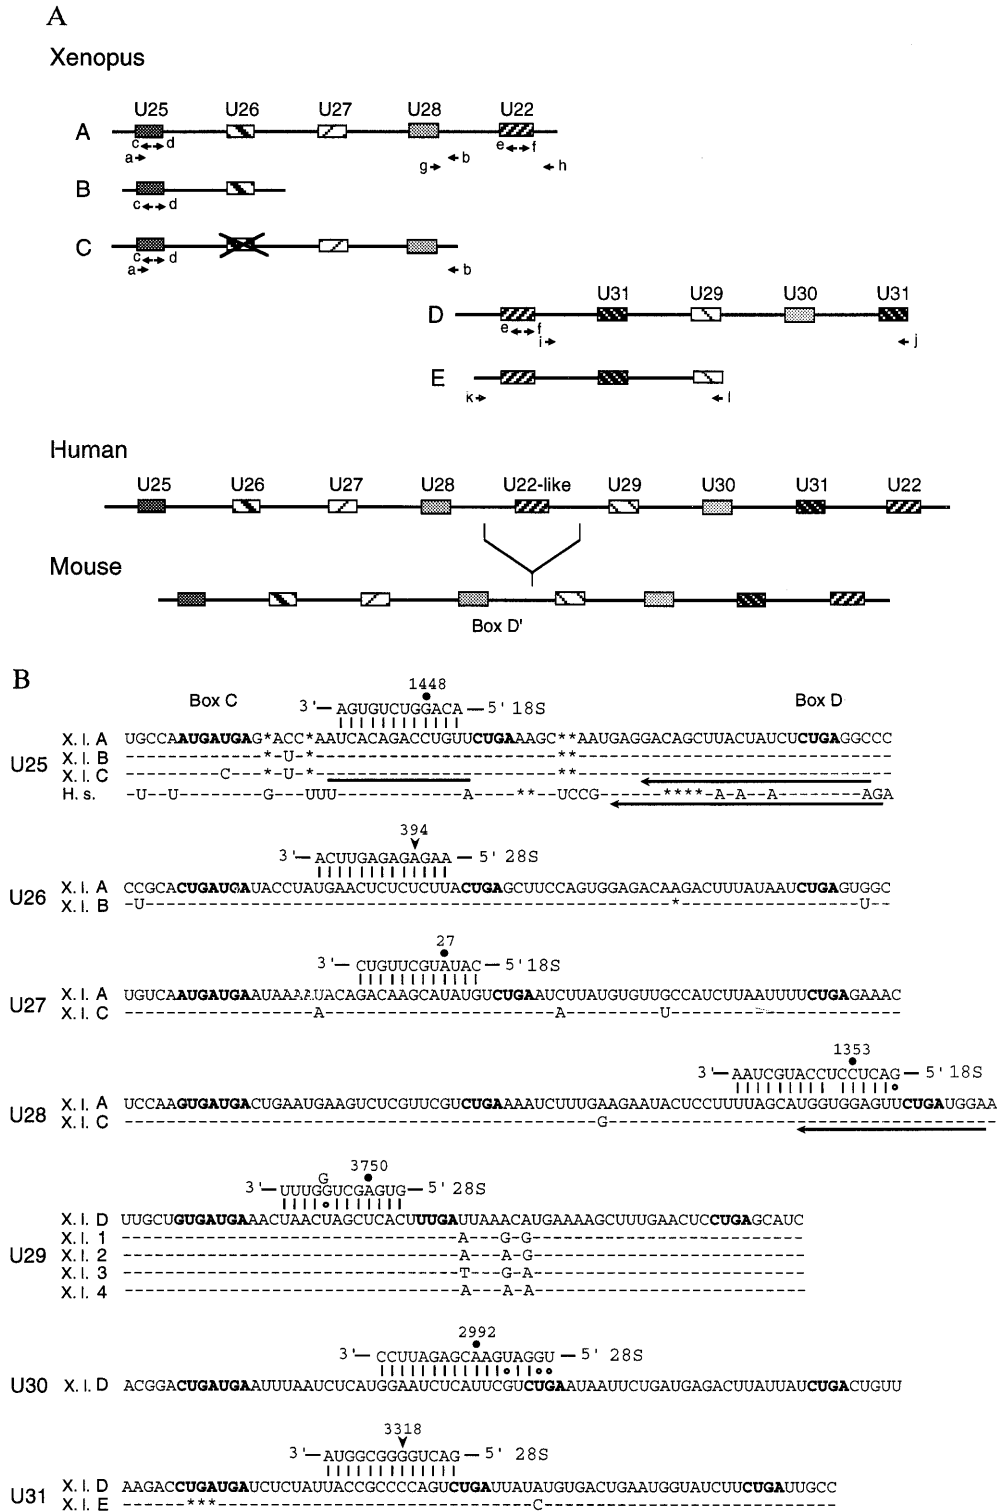 A
Xenopus
U25 U26 U27 U28 U22
A
c d e f
a g b h
B
c d
C
c d
a b
U31 U29 U30 U31
D
e f
i j
E
k l
Human
U25 U26 U27 U28 U22-like U29 U30 U31 U22
Mouse
Box D'
B
1448
Box C 3'— AGUGUCUGGACA —5' 18S Box D
X. l. A UGCCAAUGAUGAG*ACC*AAUCACAGACCUGUUCUGAAAGC**AAUGAGGACAGCUUACUAUCUCUGAGGCCC
U25 X. l. B -------------*-U-*-----------------------**------------------------------
X. l. C ---------C---*-U-*-----------------------**------------------------------
H. s. -U--U--------G---UUU------------A----**--UCCG------****-A-A--A--------AGA
394
3'— ACUUGAGAGAGAA — 5' 28S
U26 X. l. A CCGCACUGAUGAUACCUAUGAACUCUCUCUUACUGAGCUUCCAGUGGAGACAAGACUUUAUAAUCUGAGUGGC
X. l. B -U--------------------------------------------------*-----------------U--
27
3'— CUGUUCGUAUAC — 5' 18S
U27 X. l. A UGUCAAUGAUGAAUAAAAUACAGACAAGCAUAUGUCUGAAUCUUAUGUGUUGCCAUCUUAAUUUUCUGAGAAAC
X. l. C ------------------A----------------------A---------U----------------------
1353
3'— AAUCGUACCUCCUCAG — 5' 18S
U28 X. l. A UCCAAGUGAUGACUGAAUGAAGUCUCGUUCGUCUGAAAAUCUUUGAAGAAUACUCCUUUUAGCAUGGUGGAGUUCUGAUGGAA
X. l. C ---------------------------------------------G------------------------------------
G 3750
3'— UUUGGUCGAGUG — 5' 28S
X. l. D UUGCUGUGAUGAAACUAACUAGCUCACUUUGAUUAAACAUGAAAAGCUUUGAACUCCUGAGCAUC
X. l. 1 --------------------------------A---G-G--------------------------
U29 X. l. 2 --------------------------------A---A-G--------------------------
X. l. 3 --------------------------------T---G-A--------------------------
X. l. 4 --------------------------------A---A-A--------------------------
2992
3'— CCUUAGAGCAAGUAGGU — 5' 28S
U30 X. l. D ACGGACUGAUGAAUUUAAUCUCAUGGAAUCUCAUUCGUCUGAAUAAUUCUGAUGAGACUUAUUAUCUGACUGUU
3318
3'— AUGGCGGGGUCAG — 5' 28S
U31 X. l. D AAGACCUGAUGAUCUCUAUUACCGCCCCAGUCUGAUUAUAUGUGACUGAAUGGUAUCUUCUGAUUGCC
X. l. E ------***------------------------------C----------------------------